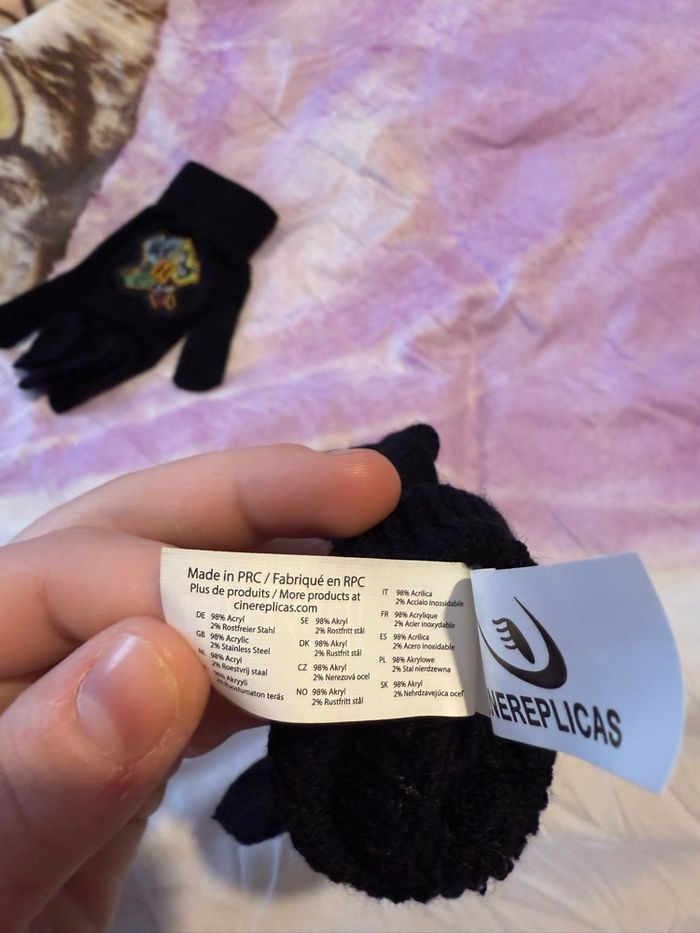 Made in PRC / Fabriqué en RPC
Plus de produits / More products at
cinereplicas.com
DE 98% Acryl
2% Rostfreier Stahl
GB 98% Acrylic
2% Stainless Steel
98% Acryl
2% Roestvrij staal
98% Akryyli
teräs
SE 98% Akryl
2% Rostfritt stål
DK 98% Akryl
2% Rustfrit stål
CZ 98% Akryl
2% Nerezová ocel
NO 98% Akryl
2% Rustfritt stål
IT 98% Acrilica
2% Acciaio inossidabile
FR 98% Acrylique
2% Acier inoxydable
ES 98% Acrílica
2% Acero inoxidable
PL 98% Akrylowe
2% Stal nierdzewna
SK 98% Akryl
2% Nehrdzavejúca oceľ
NEREPLICAS